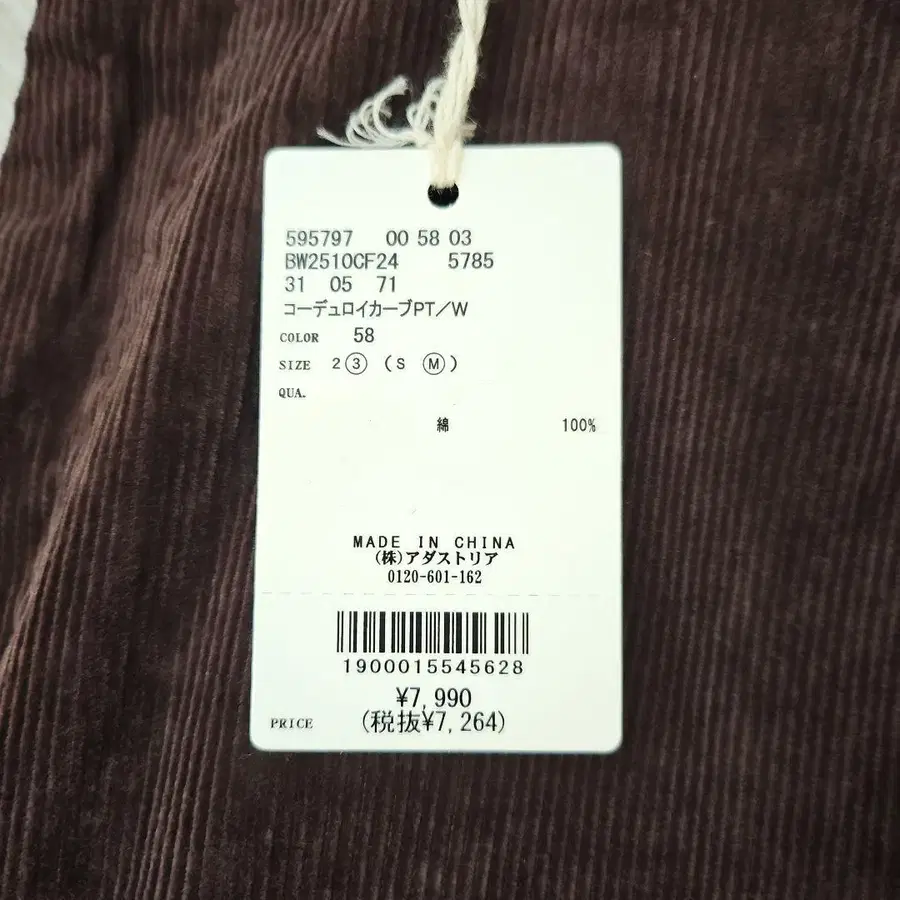 595797 00 58 03
BW2510CF24 5785
31 05 71
コーデュロイカーブPT／W
COLOR 58
SIZE 2 ③ (S Ⓜ)
QUA.
綿 100%
MADE IN CHINA
(株)アダストリア
0120-601-162
1900015545628
¥7,990
PRICE (税抜¥7,264)